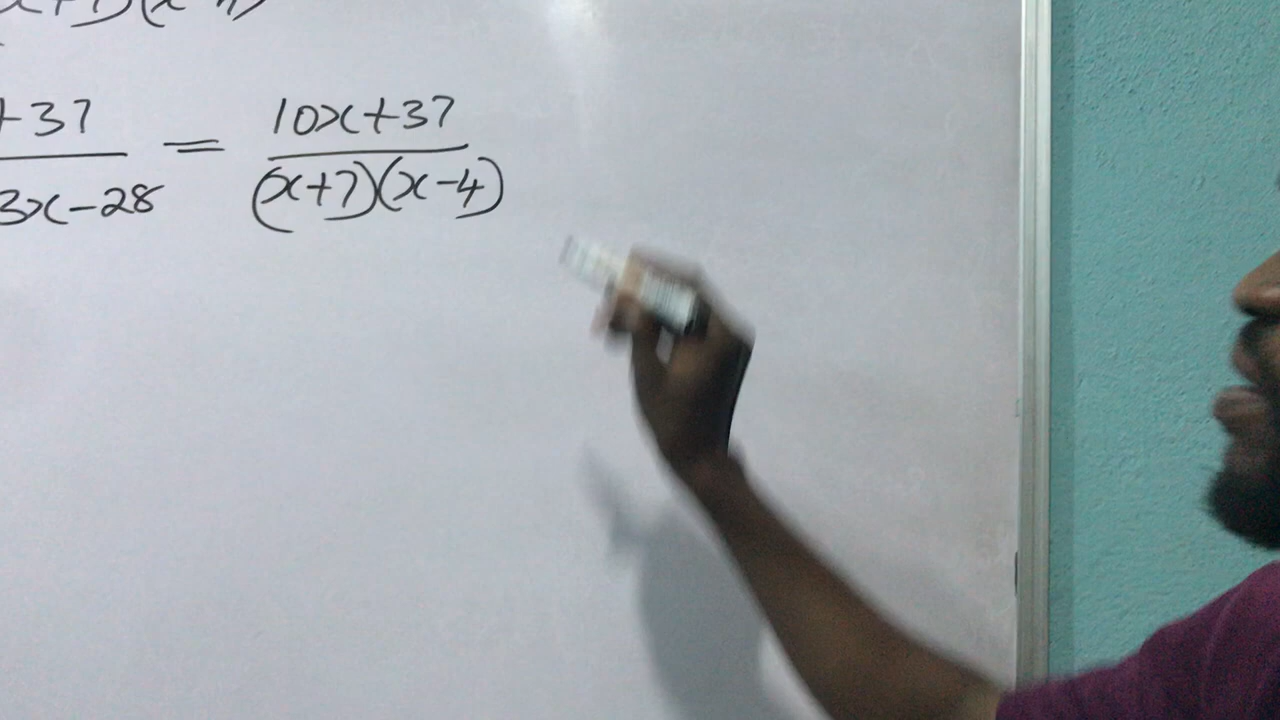 +37 = 10x+37
3x-28 (x+7)(x-4)